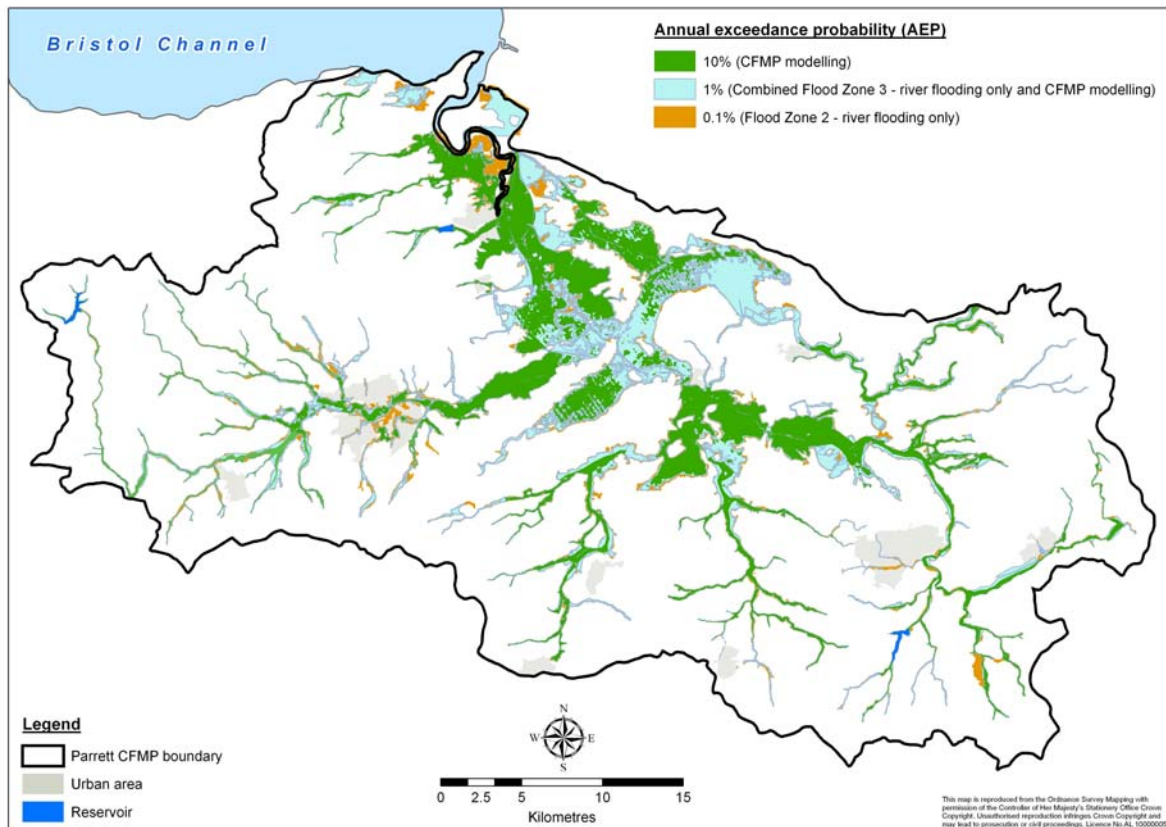 Bristol Channel
Annual exceedance probability (AEP)
10% (CFMP modelling)
1% (Combined Flood Zone 3 - river flooding only and CFMP modelling)
0.1% (Flood Zone 2 - river flooding only)
Legend
Parrett CFMP boundary
Urban area
Reservoir
N
W E
S
0 2.5 5 10 15
Kilometres
This map is reproduced from the Ordnance Survey Mapping with
permission of the Controller of Her Majesty's Stationery Office Crown
Copyright. Unauthorised reproduction infringes Crown Copyright and
may lead to prosecution or civil proceedings. Licence No.AL